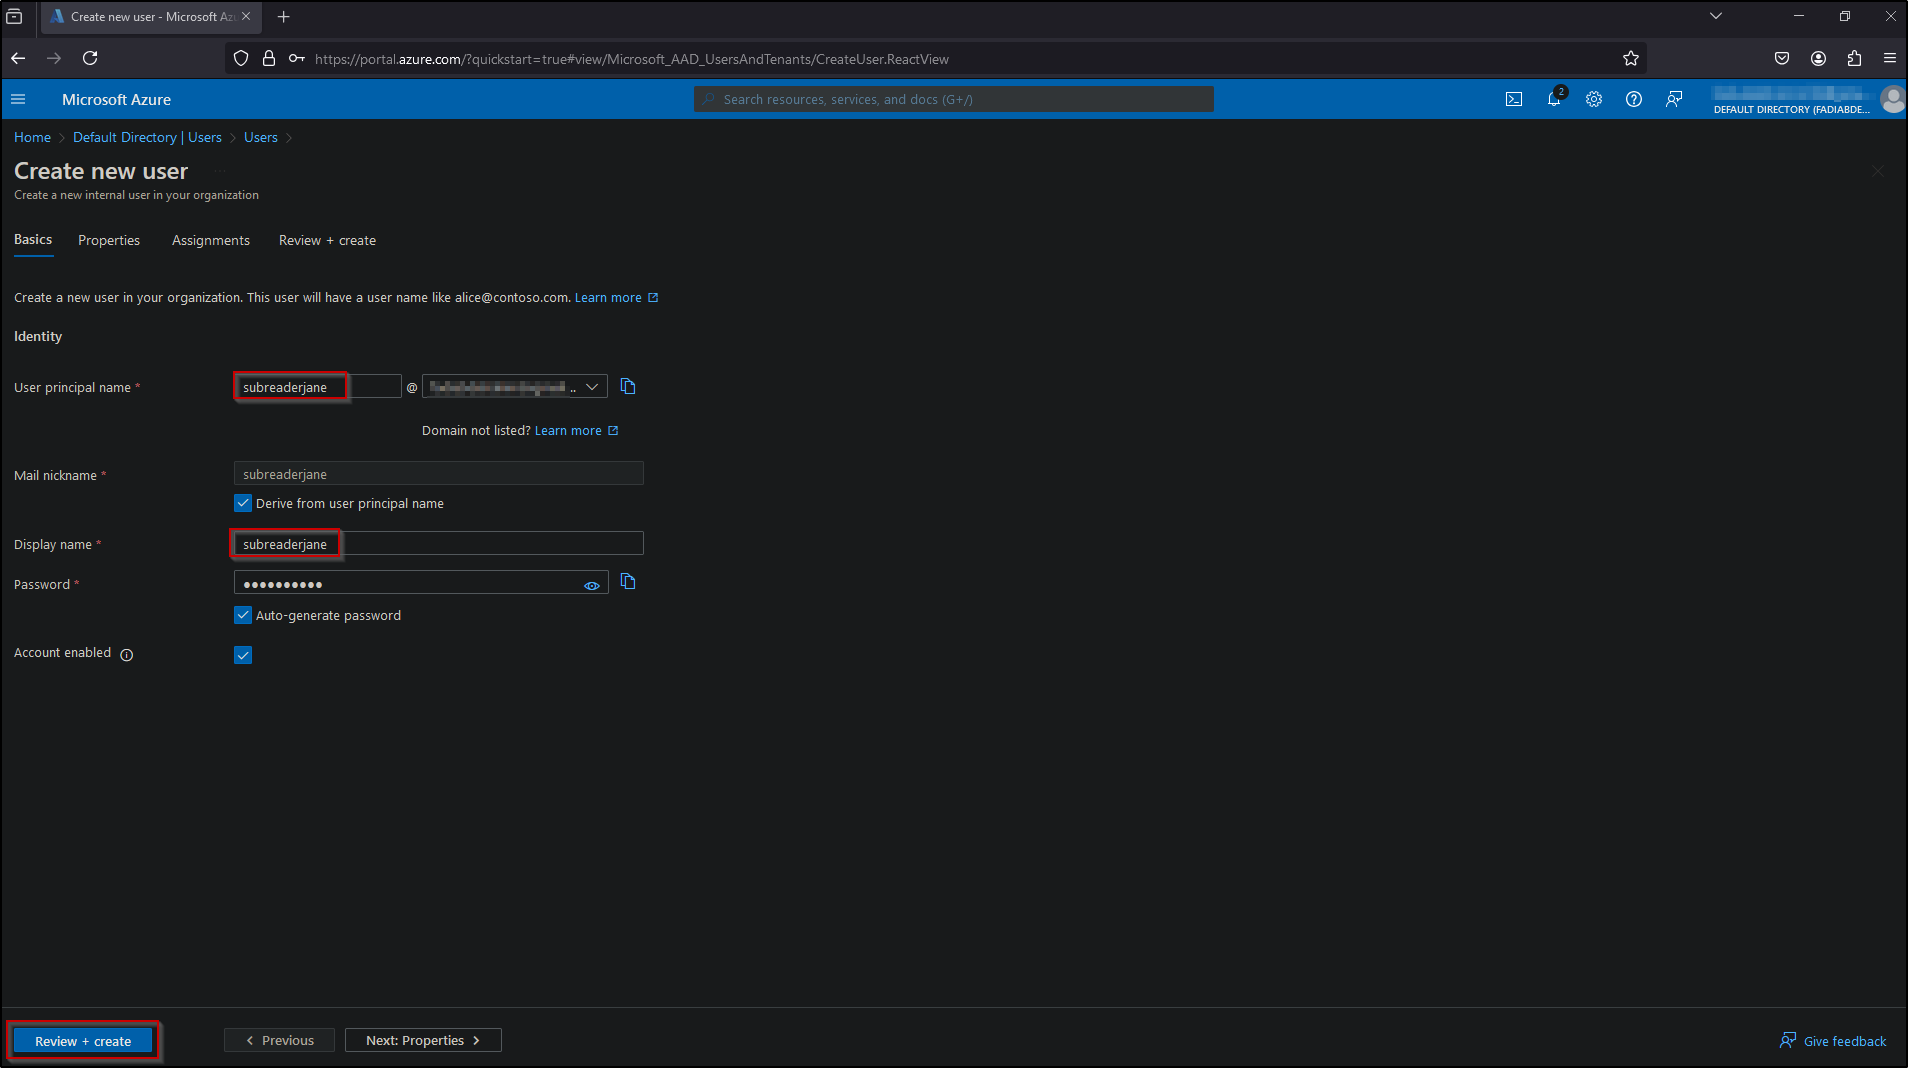 Create new user - Microsoft Az
https://portal.azure.com/?quickstart=true#view/Microsoft_AAD_UsersAndTenants/CreateUser.ReactView
Microsoft Azure
Search resources, services, and docs (G+/)
2
DEFAULT DIRECTORY (FADIABDE...
Home > Default Directory | Users > Users >
Create new user ...
Create a new internal user in your organization
Basics Properties Assignments Review + create
Create a new user in your organization. This user will have a user name like alice@contoso.com. Learn more
Identity
User principal name * subreaderjane @ ..
Domain not listed? Learn more
Mail nickname * subreaderjane
Derive from user principal name
Display name * subreaderjane
Password * ●●●●●●●●●●
Auto-generate password
Account enabled
Review + create < Previous Next: Properties > Give feedback